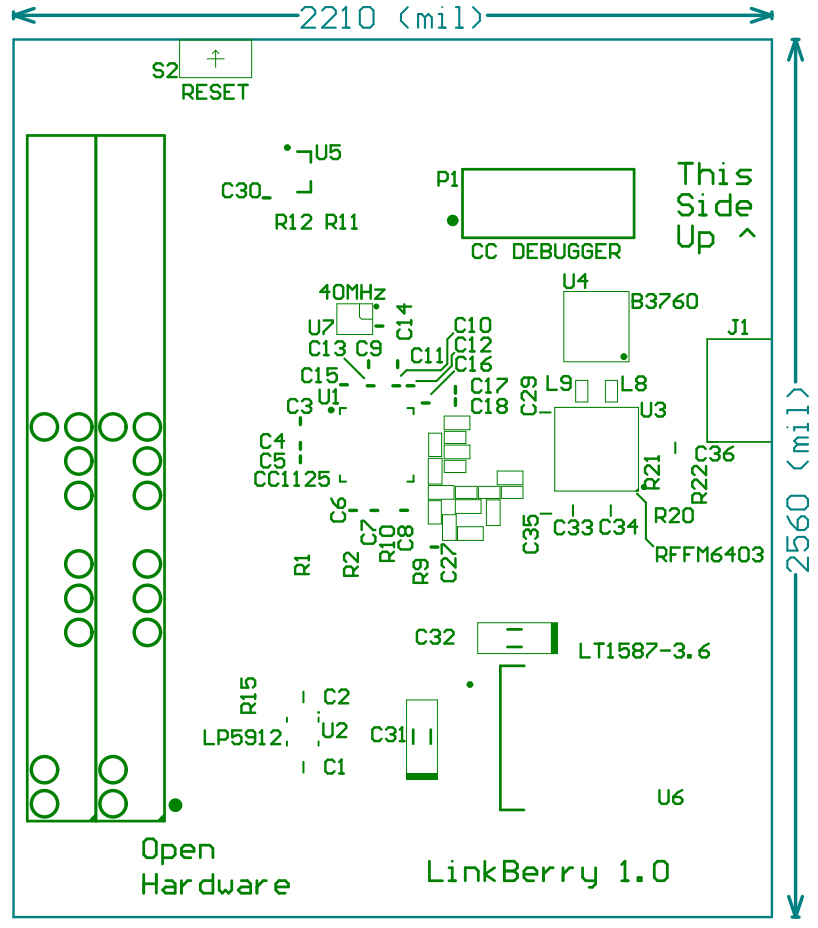 2210 (mil)
S2
RESET
U5
C30
R12 R11
P1
CC DEBUGGER
This
Side
Up ^
40MHz
U7
C14
C13 C9
C10
C12
C11 C16
C15
C17
C18
C29
U1
C3
C4
C5
CC1125
C6
C7
R10
C8
R1
R2
R9
C27
U4
B3760
J1
L9
L8
U3
C36
R21
R22
R20
C35 C33 C34
RFFM6403
2560 (mil)
C32
LT1587-3.6
R15
C2
LP5912
U2
C31
C1
U6
Open
Hardware
LinkBerry 1.0